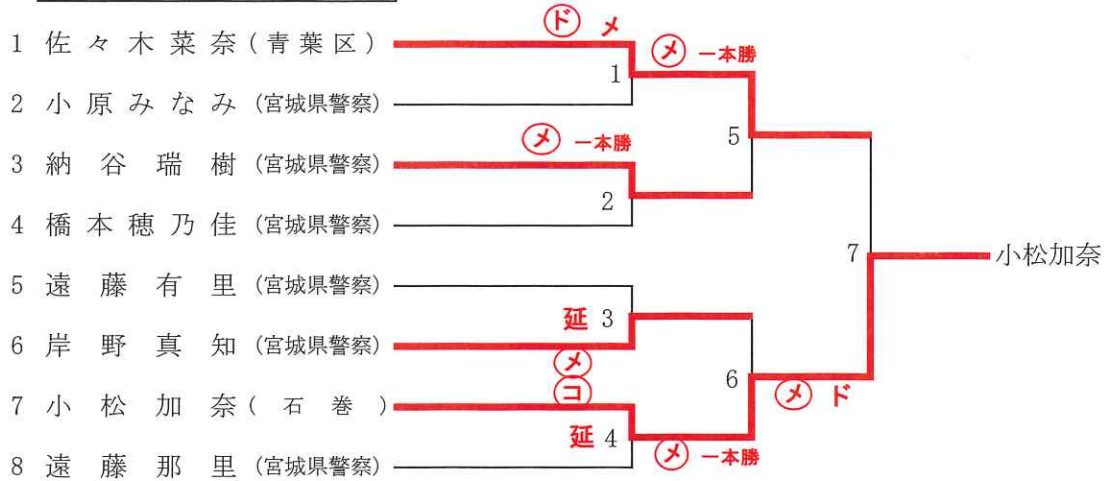 ド メ
1 佐々木菜奈(青葉区)
メ 一本勝
1
2 小原みなみ(宮城県警察)
メ 一本勝
5
3 納谷瑞樹(宮城県警察)
2
4 橋本穂乃佳(宮城県警察)
7 小松加奈
5 遠藤有里(宮城県警察)
延 3
6 岸野真知(宮城県警察)
メ
6
コ
メ ド
7 小松加奈(石巻)
延 4
メ 一本勝
8 遠藤那里(宮城県警察)